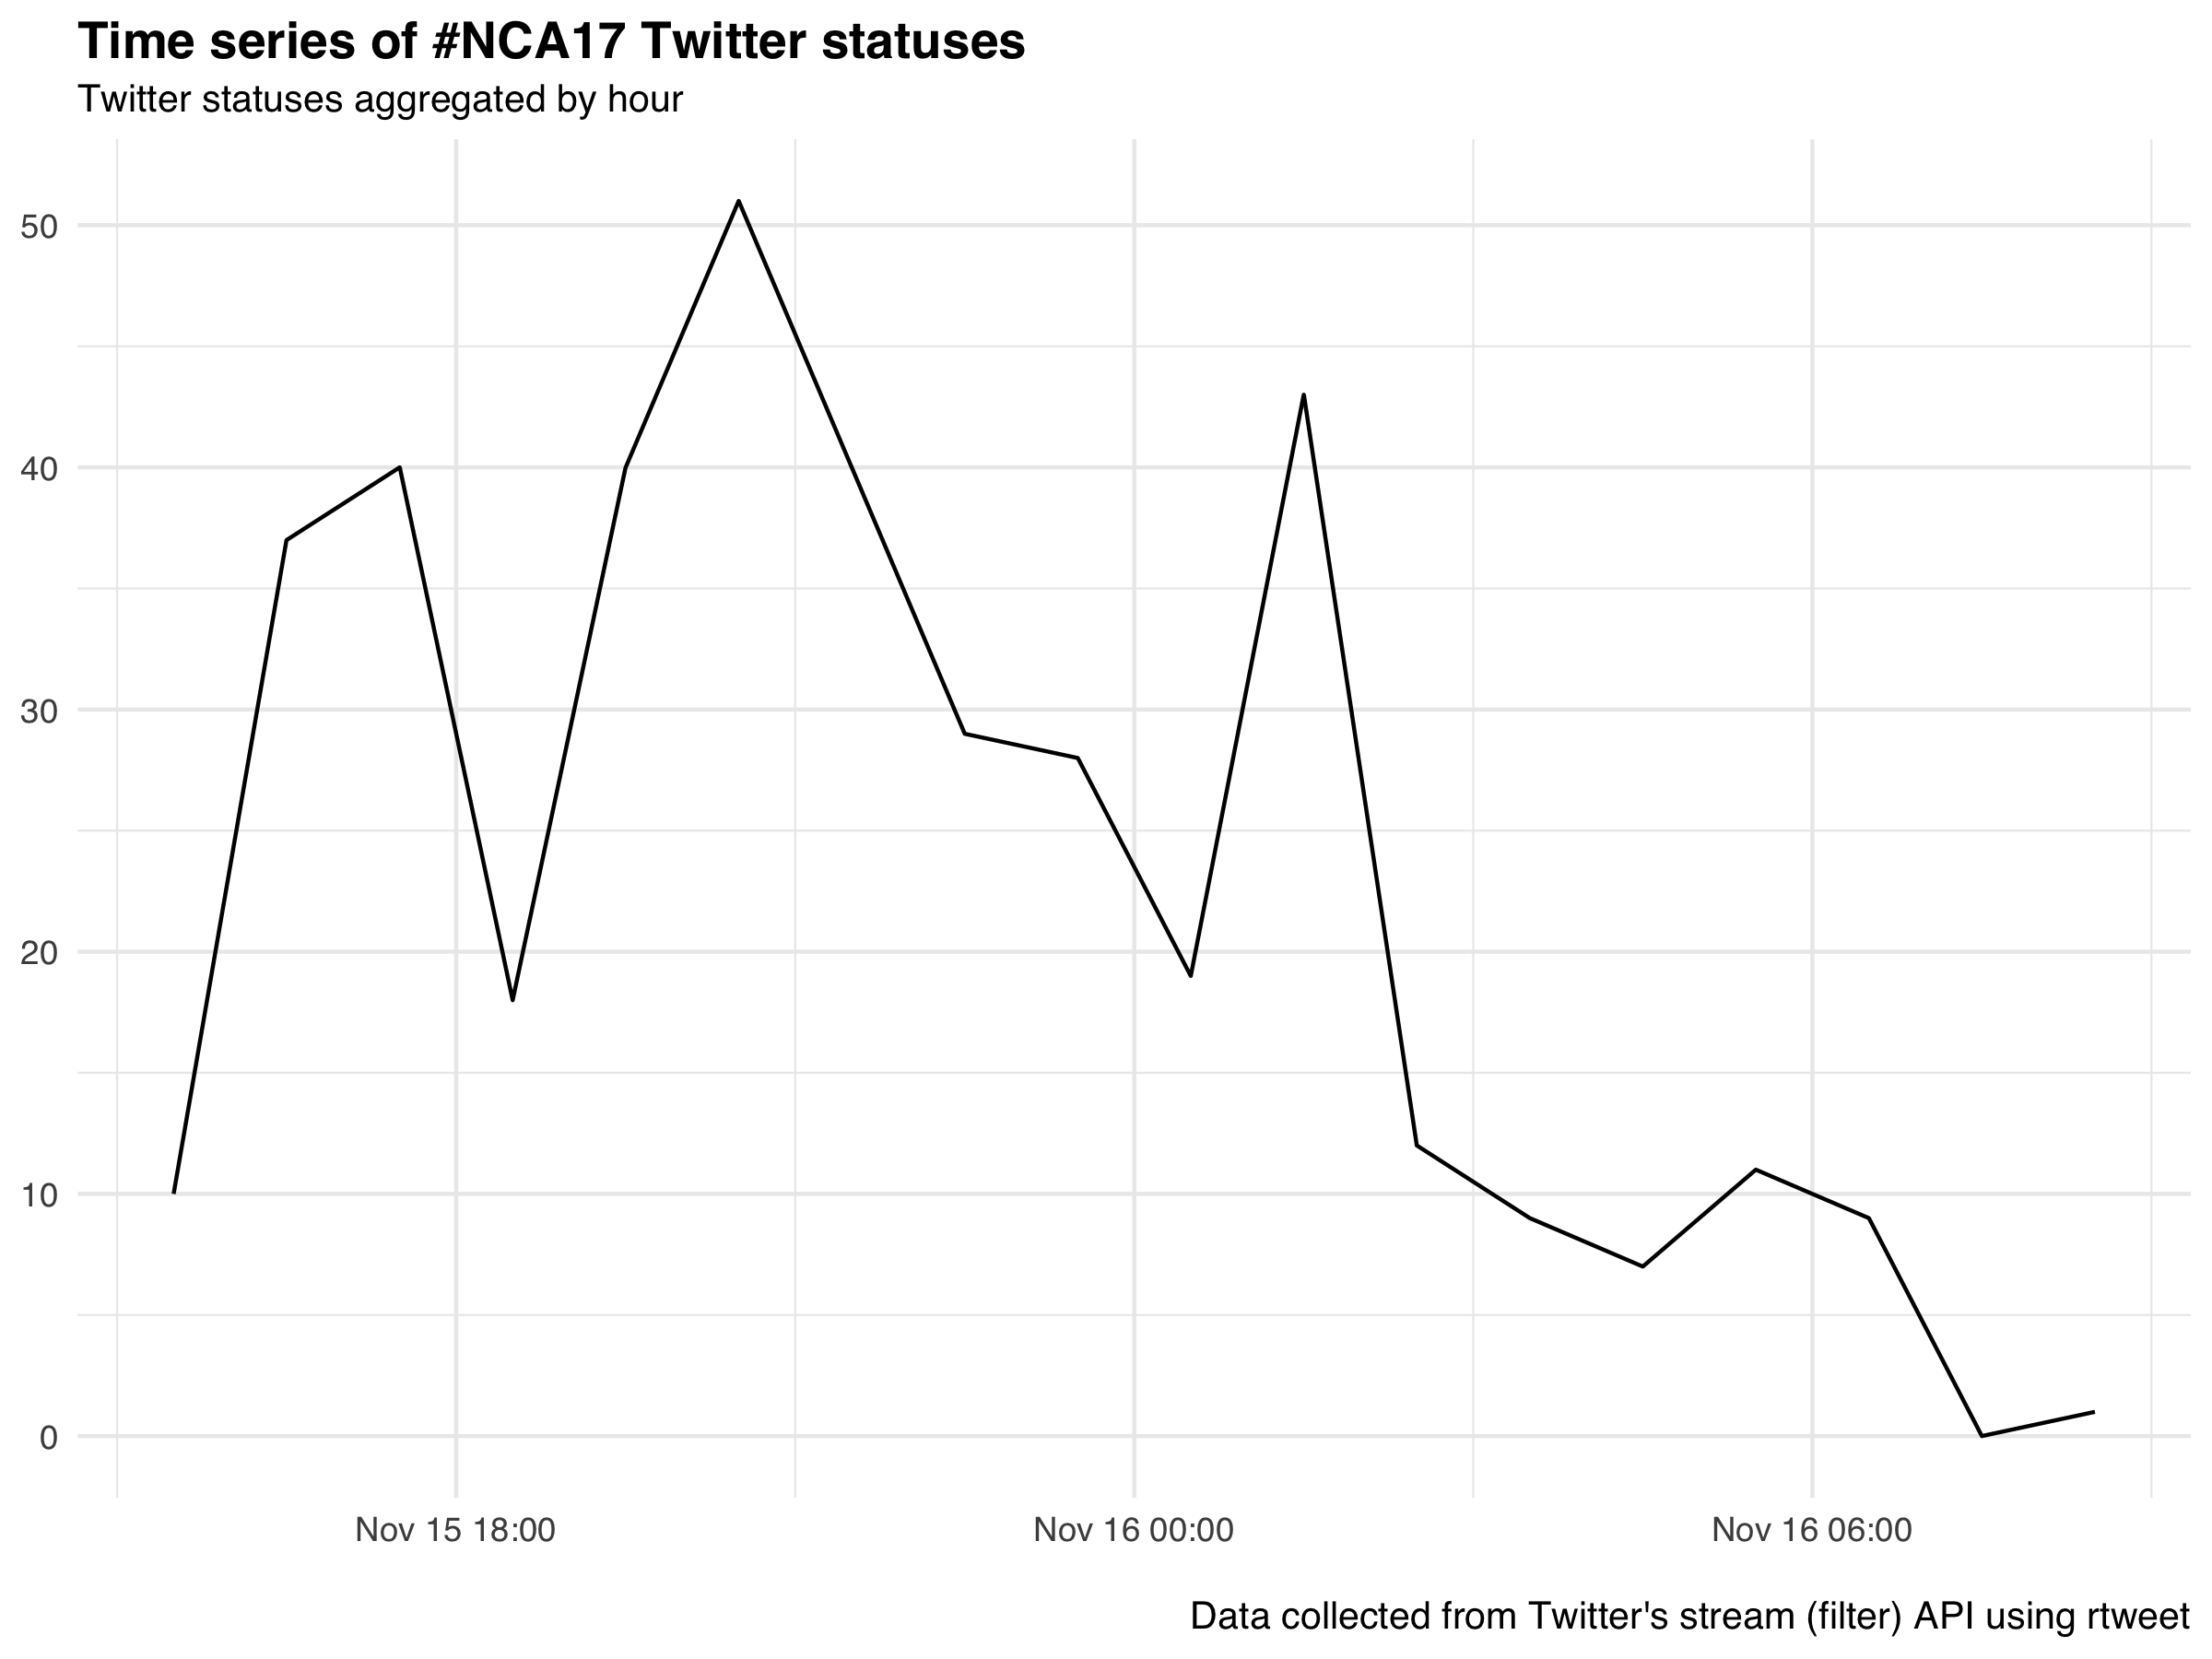 Time series of #NCA17 Twitter statuses
Twitter statuses aggregated by hour
50
40
30
20
10
0
Nov 15 18:00 Nov 16 00:00 Nov 16 06:00
Data collected from Twitter's stream (filter) API using rtweet